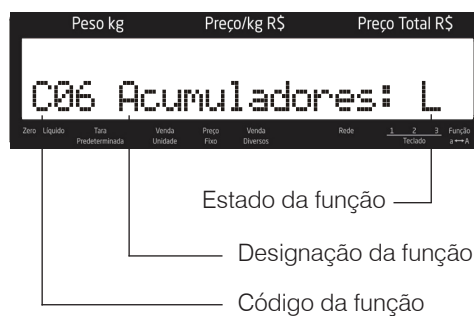 Peso kg Preço/kg R$ Preço Total R$
C06 Acumuladores: L
Zero Líquido Tara Predeterminada Venda Unidade Preço Fixo Venda Diversos Rede 1 2 3 Teclado Função a↔A
Estado da função
Designação da função
Código da função